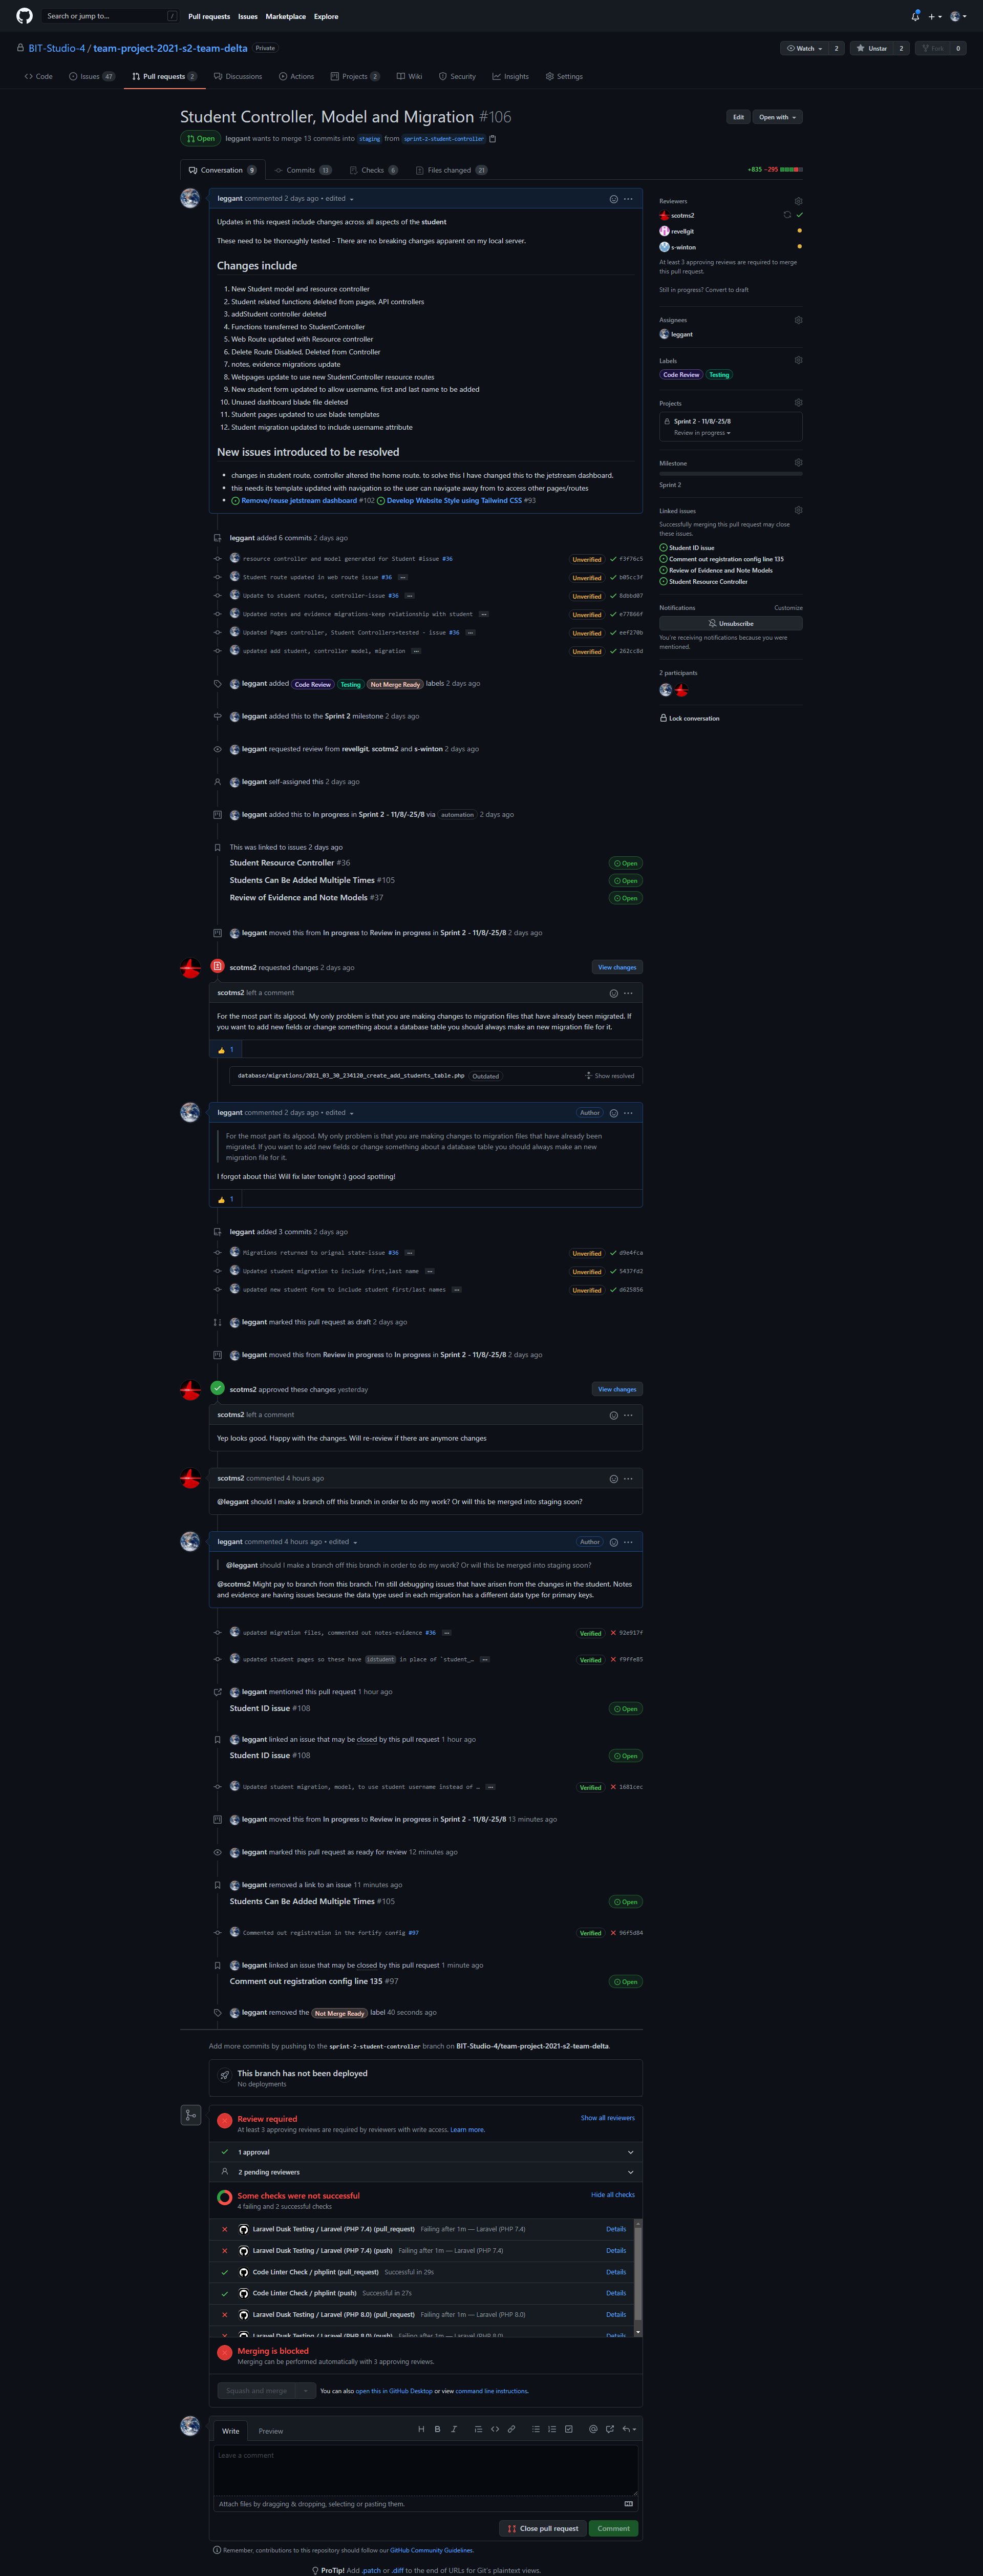 Search or jump to... /
Pull requests Issues Marketplace Explore
BIT-Studio-4 / team-project-2021-s2-team-delta Private
Watch 2 Unstar 2 Fork 0
Code Issues 47 Pull requests 2 Discussions Actions Projects 2 Wiki Security Insights Settings
Student Controller, Model and Migration #106
Edit Open with
Open leggant wants to merge 13 commits into staging from sprint-2-student-controller
Conversation 9 Commits 13 Checks 6 Files changed 21
+835 −295
leggant commented 2 days ago • edited
Updates in this request include changes across all aspects of the student
These need to be thoroughly tested - There are no breaking changes apparent on my local server.
Changes include
1. New Student model and resource controller
2. Student related functions deleted from pages, API controllers
3. addStudent controller deleted
4. Functions transferred to StudentController
5. Web Route updated with Resource controller
6. Delete Route Disabled, Deleted from Controller
7. notes, evidence migrations update
8. Webpages update to use new StudentController resource routes
9. New student form updated to allow username, first and last name to be added
10. Unused dashboard blade file deleted
11. Student pages updated to use blade templates
12. Student migration updated to include username attribute
New issues introduced to be resolved
• changes in student route, controller altered the home route. to solve this I have changed this to the jetstream dashboard.
• this needs its template updated with navigation so the user can navigate away from to access other pages/routes
• Remove/reuse jetstream dashboard #102 Develop Website Style using Tailwind CSS #93
leggant added 6 commits 2 days ago
resource controller and model generated for Student #issue #36 Unverified f3f76c5
Student route updated in web route issue #36 Unverified b05cc3f
Update to student routes, controller-issue #36 Unverified 8dbbd07
Updated notes and evidence migrations-keep relationship with student Unverified e77866f
Updated Pages controller, Student Controllers+tested - issue #36 Unverified eef270b
updated add student, controller model, migration Unverified 262cc8d
leggant added Code Review Testing Not Merge Ready labels 2 days ago
leggant added this to the Sprint 2 milestone 2 days ago
leggant requested review from revellgit, scotms2 and s-winton 2 days ago
leggant self-assigned this 2 days ago
leggant added this to In progress in Sprint 2 - 11/8/-25/8 via automation 2 days ago
This was linked to issues 2 days ago
Student Resource Controller #36 Open
Students Can Be Added Multiple Times #105 Open
Review of Evidence and Note Models #37 Open
leggant moved this from In progress to Review in progress in Sprint 2 - 11/8/-25/8 2 days ago
scotms2 requested changes 2 days ago View changes
scotms2 left a comment
For the most part its algood. My only problem is that you are making changes to migration files that have already been migrated. If
you want to add new fields or change something about a database table you should always make an new migration file for it.
👍 1
database/migrations/2021_03_30_234120_create_add_students_table.php Outdated Show resolved
leggant commented 2 days ago • edited Author
For the most part its algood. My only problem is that you are making changes to migration files that have already been
migrated. If you want to add new fields or change something about a database table you should always make an new
migration file for it.
I forgot about this! Will fix later tonight :) good spotting!
👍 1
leggant added 3 commits 2 days ago
Migrations returned to orignal state-issue #36 Unverified d9e4fca
Updated student migration to include first,last name Unverified 5437fd2
updated new student form to include student first/last names Unverified d625856
leggant marked this pull request as draft 2 days ago
leggant moved this from Review in progress to In progress in Sprint 2 - 11/8/-25/8 2 days ago
scotms2 approved these changes yesterday View changes
scotms2 left a comment
Yep looks good. Happy with the changes. Will re-review if there are anymore changes
scotms2 commented 4 hours ago
@leggant should I make a branch off this branch in order to do my work? Or will this be merged into staging soon?
leggant commented 4 hours ago • edited Author
@leggant should I make a branch off this branch in order to do my work? Or will this be merged into staging soon?
@scotms2 Might pay to branch from this branch. I'm still debugging issues that have arisen from the changes in the student. Notes
and evidence are having issues because the data type used in each migration has a different data type for primary keys.
updated migration files, commented out notes-evidence #36 Verified 92e917f
updated student pages so these have idstudent in place of `student_… Verified f9ffe85
leggant mentioned this pull request 1 hour ago
Student ID issue #108 Open
leggant linked an issue that may be closed by this pull request 1 hour ago
Student ID issue #108 Open
Updated student migration, model, to use student username instead of … Verified 1681cec
leggant moved this from In progress to Review in progress in Sprint 2 - 11/8/-25/8 13 minutes ago
leggant marked this pull request as ready for review 12 minutes ago
leggant removed a link to an issue 11 minutes ago
Students Can Be Added Multiple Times #105 Open
Commented out registration in the fortify config #97 Verified 96f5d84
leggant linked an issue that may be closed by this pull request 1 minute ago
Comment out registration config line 135 #97 Open
leggant removed the Not Merge Ready label 40 seconds ago
Add more commits by pushing to the sprint-2-student-controller branch on BIT-Studio-4/team-project-2021-s2-team-delta.
This branch has not been deployed
No deployments
Review required Show all reviewers
At least 3 approving reviews are required by reviewers with write access. Learn more.
1 approval
2 pending reviewers
Some checks were not successful Hide all checks
4 failing and 2 successful checks
Laravel Dusk Testing / Laravel (PHP 7.4) (pull_request) Failing after 1m — Laravel (PHP 7.4) Details
Laravel Dusk Testing / Laravel (PHP 7.4) (push) Failing after 1m — Laravel (PHP 7.4) Details
Code Linter Check / phplint (pull_request) Successful in 29s Details
Code Linter Check / phplint (push) Successful in 27s Details
Laravel Dusk Testing / Laravel (PHP 8.0) (pull_request) Failing after 1m — Laravel (PHP 8.0) Details
Laravel Dusk Testing / Laravel (PHP 8.0) (push) Failing after 1m — Laravel (PHP 8.0) Details
Merging is blocked
Merging can be performed automatically with 3 approving reviews.
Squash and merge You can also open this in GitHub Desktop or view command line instructions.
Write Preview
Leave a comment
Attach files by dragging & dropping, selecting or pasting them.
Close pull request Comment
Remember, contributions to this repository should follow our GitHub Community Guidelines.
ProTip! Add .patch or .diff to the end of URLs for Git's plaintext views.
Reviewers
scotms2
revellgit
s-winton
At least 3 approving reviews are required to merge
this pull request.
Still in progress? Convert to draft
Assignees
leggant
Labels
Code Review Testing
Projects
Sprint 2 - 11/8/-25/8
Review in progress
Milestone
Sprint 2
Linked issues
Successfully merging this pull request may close
these issues.
Student ID issue
Comment out registration config line 135
Review of Evidence and Note Models
Student Resource Controller
Notifications Customize
Unsubscribe
You're receiving notifications because you were
mentioned.
2 participants
Lock conversation